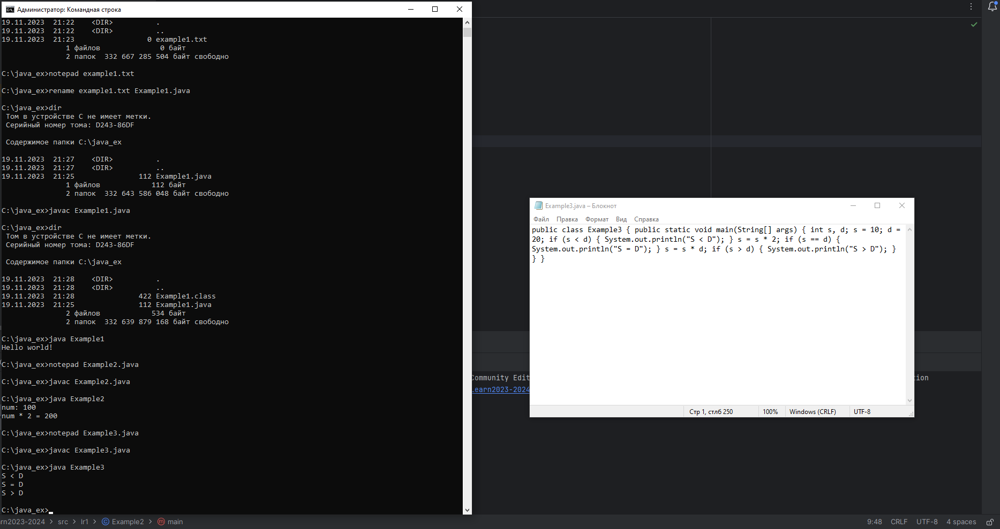 Администратор: Командная строка
19.11.2023  21:22    <DIR>          .
19.11.2023  21:22    <DIR>          ..
19.11.2023  21:23                 0 example1.txt
               1 файлов              0 байт
               2 папок  332 667 285 504 байт свободно
C:\java_ex>notepad example1.txt
C:\java_ex>rename example1.txt Example1.java
C:\java_ex>dir
 Том в устройстве C не имеет метки.
 Серийный номер тома: D243-86DF
 Содержимое папки C:\java_ex
19.11.2023  21:27    <DIR>          .
19.11.2023  21:27    <DIR>          ..
19.11.2023  21:25               112 Example1.java
               1 файлов            112 байт
               2 папок  332 643 586 048 байт свободно
C:\java_ex>javac Example1.java
C:\java_ex>dir
 Том в устройстве C не имеет метки.
 Серийный номер тома: D243-86DF
 Содержимое папки C:\java_ex
19.11.2023  21:28    <DIR>          .
19.11.2023  21:28    <DIR>          ..
19.11.2023  21:28               422 Example1.class
19.11.2023  21:25               112 Example1.java
               2 файлов            534 байт
               2 папок  332 639 879 168 байт свободно
C:\java_ex>java Example1
Hello world!
C:\java_ex>notepad Example2.java
C:\java_ex>javac Example2.java
C:\java_ex>java Example2
num: 100
num * 2 = 200
C:\java_ex>notepad Example3.java
C:\java_ex>javac Example3.java
C:\java_ex>java Example3
S < D
S = D
S > D
C:\java_ex>
Example3.java – Блокнот
Файл Правка Формат Вид Справка
public class Example3 { public static void main(String[] args) { int s, d; s = 10; d =
20; if (s < d) { System.out.println("S < D"); } s = s * 2; if (s == d) {
System.out.println("S = D"); } s = s * d; if (s > d) { System.out.println("S > D"); }
} }
Стр 1, стлб 250 100% Windows (CRLF) UTF-8
Community Edit
tion
Learn2023-2024
rn2023-2024 > src > lr1 > Example2 > main
9:48 CRLF UTF-8 4 spaces